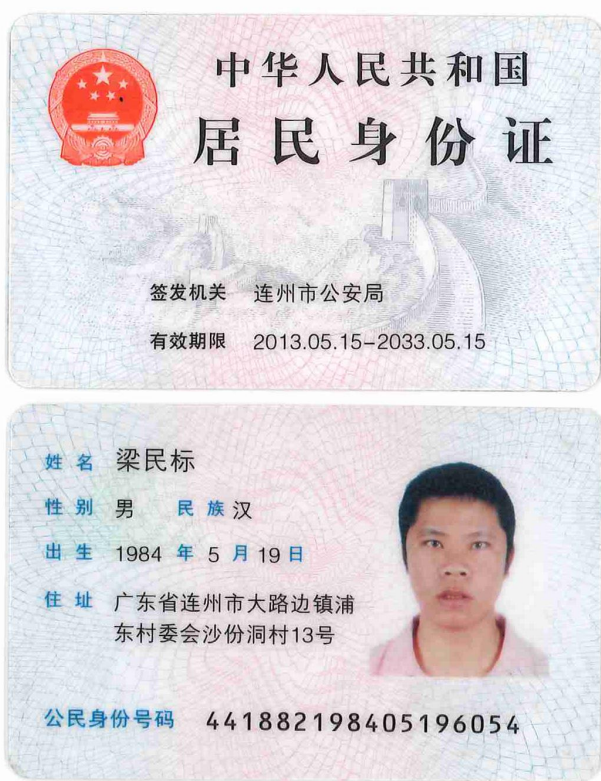 中华人民共和国
居民身份证
签发机关 连州市公安局
有效期限 2013.05.15-2033.05.15
姓名 梁民标
性别 男 民族 汉
出生 1984 年 5 月 19 日
住址 广东省连州市大路边镇浦
东村委会沙份洞村13号
公民身份号码 441882198405196054